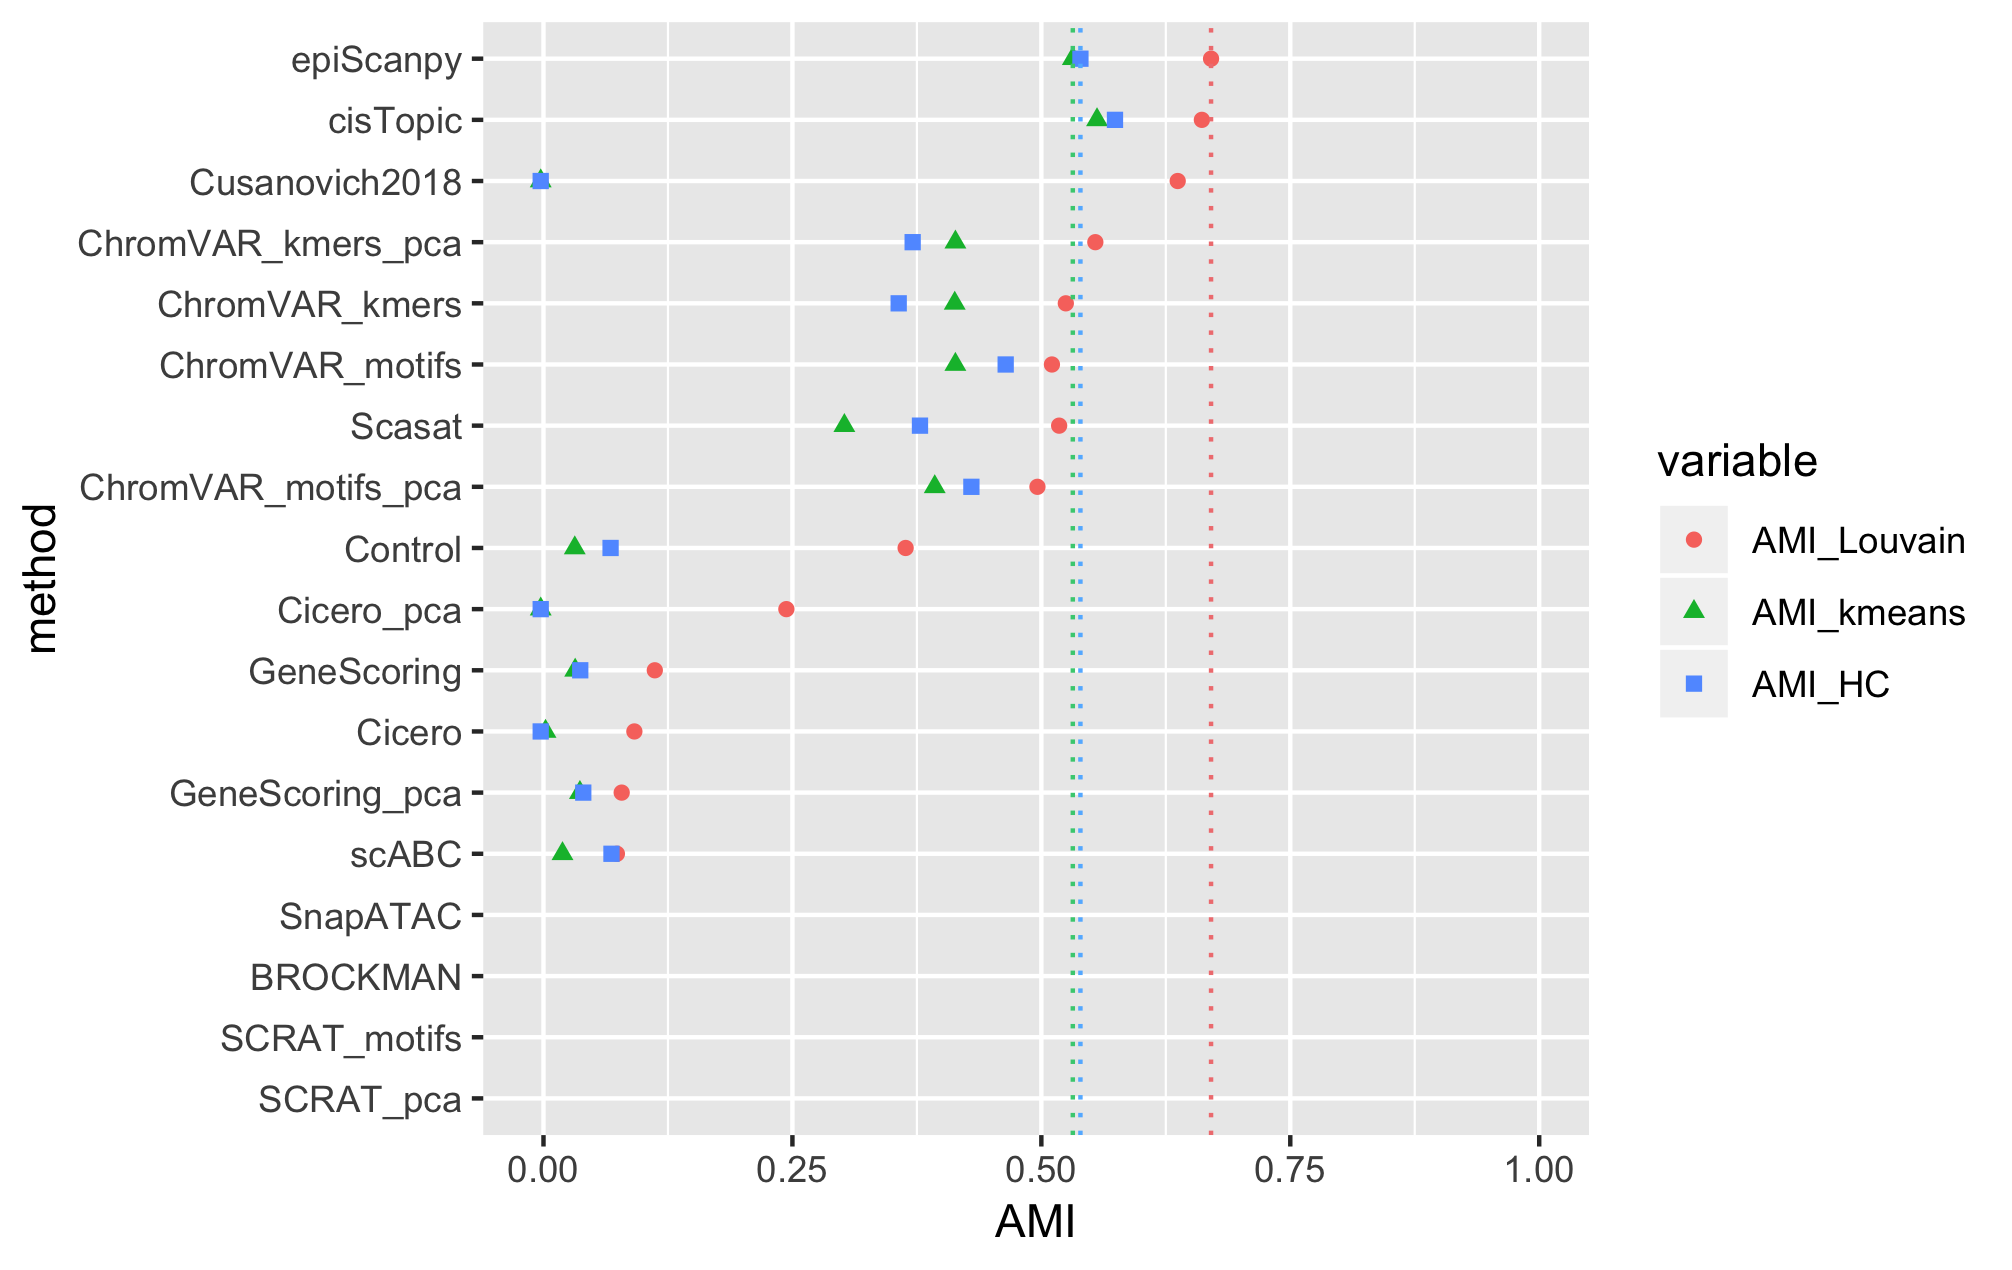 method
epiScanpy
cisTopic
Cusanovich2018
ChromVAR_kmers_pca
ChromVAR_kmers
ChromVAR_motifs
Scasat
ChromVAR_motifs_pca
Control
Cicero_pca
GeneScoring
Cicero
GeneScoring_pca
scABC
SnapATAC
BROCKMAN
SCRAT_motifs
SCRAT_pca
0.00 0.25 0.50 0.75 1.00
AMI
variable
AMI_Louvain
AMI_kmeans
AMI_HC